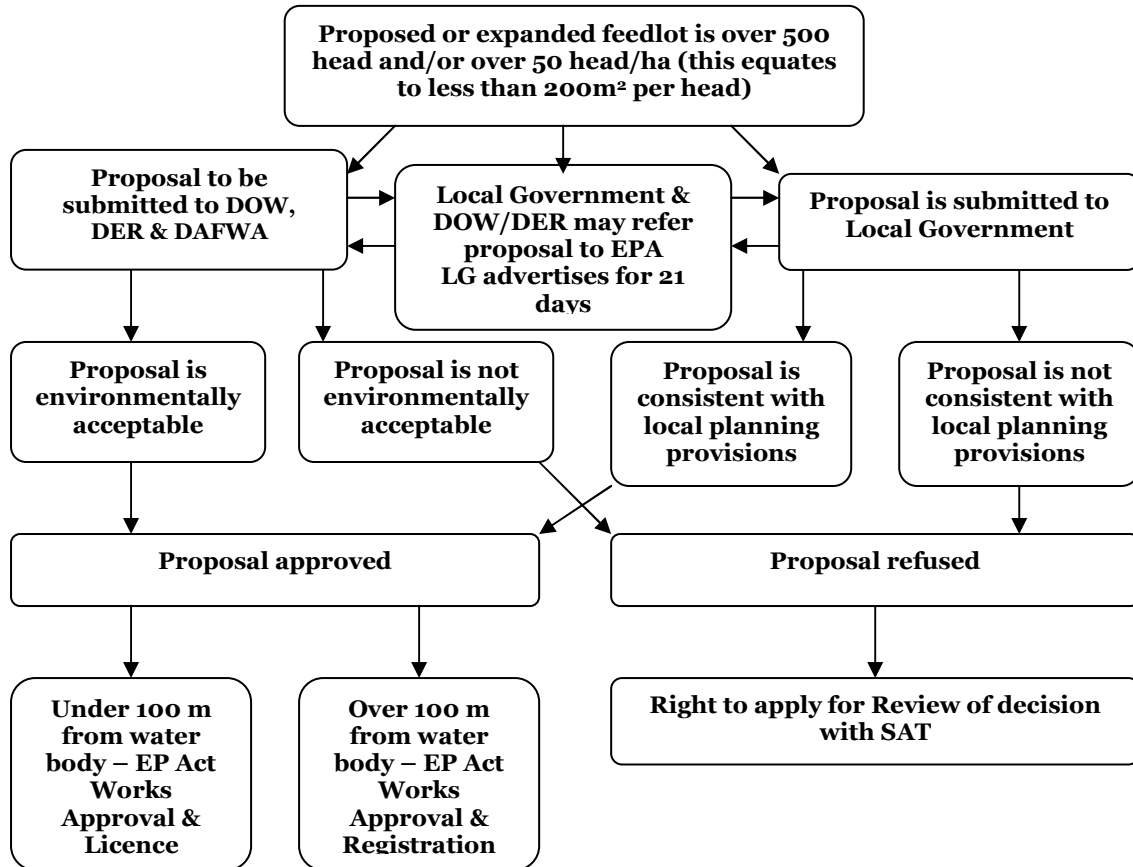 Proposed or expanded feedlot is over 500
head and/or over 50 head/ha (this equates
to less than 200m² per head)
Proposal to be
submitted to DOW,
DER & DAFWA
Local Government &
DOW/DER may refer
proposal to EPA
LG advertises for 21
days
Proposal is submitted to
Local Government
Proposal is
environmentally
acceptable
Proposal is not
environmentally
acceptable
Proposal is
consistent with
local planning
provisions
Proposal is not
consistent with
local planning
provisions
Proposal approved
Proposal refused
Under 100 m
from water
body – EP Act
Works
Approval &
Licence
Over 100 m
from water
body – EP Act
Works
Approval &
Registration
Right to apply for Review of decision
with SAT